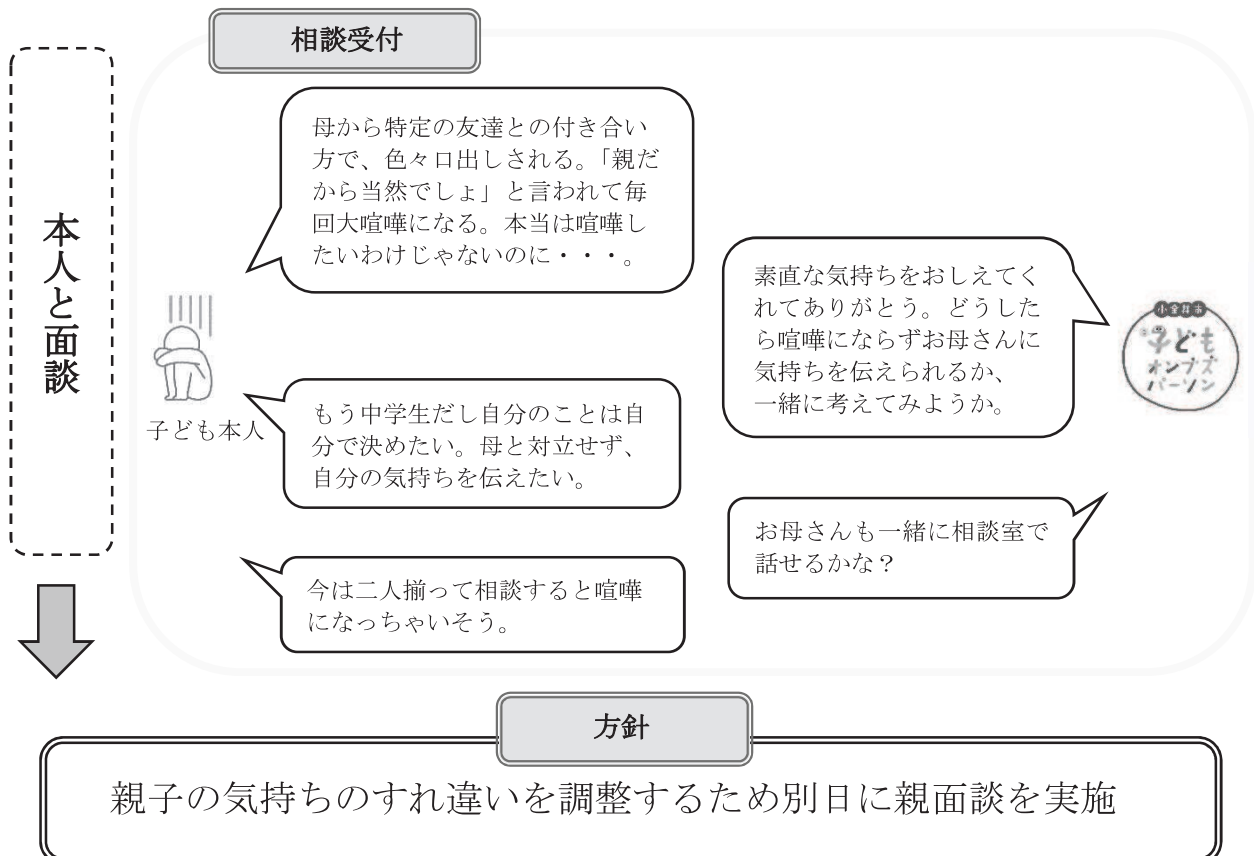 相談受付
本人と面談
母から特定の友達との付き合い
方で、色々口出しされる。「親だ
から当然でしょ」と言われて毎
回大喧嘩になる。本当は喧嘩し
たいわけじゃないのに・・・。
素直な気持ちをおしえてく
れてありがとう。どうした
ら喧嘩にならずお母さんに
気持ちを伝えられるか、
一緒に考えてみようか。
小金井市
子ども
オンブズ
パーソン
子ども本人
もう中学生だし自分のことは自
分で決めたい。母と対立せず、
自分の気持ちを伝えたい。
お母さんも一緒に相談室で
話せるかな？
今は二人揃って相談すると喧嘩
になっちゃいそう。
方針
親子の気持ちのすれ違いを調整するため別日に親面談を実施